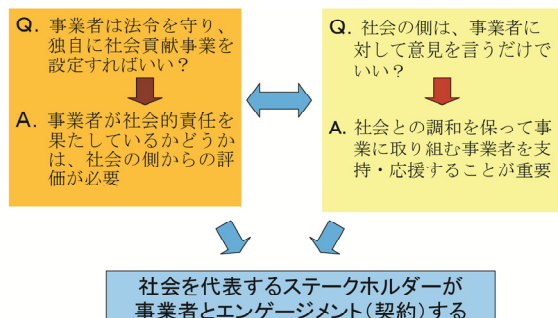 Q. 事業者は法令を守り、
独自に社会貢献事業を
設定すればいい？
A. 事業者が社会的責任を
果たしているかどうか
は、社会の側からの評
価が必要
Q. 社会の側は、事業者に
対して意見を言うだけで
いい？
A. 社会との調和を保って事
業に取り組む事業者を支
持・応援することが重要
社会を代表するステークホルダーが
事業者とエンゲージメント（契約）する